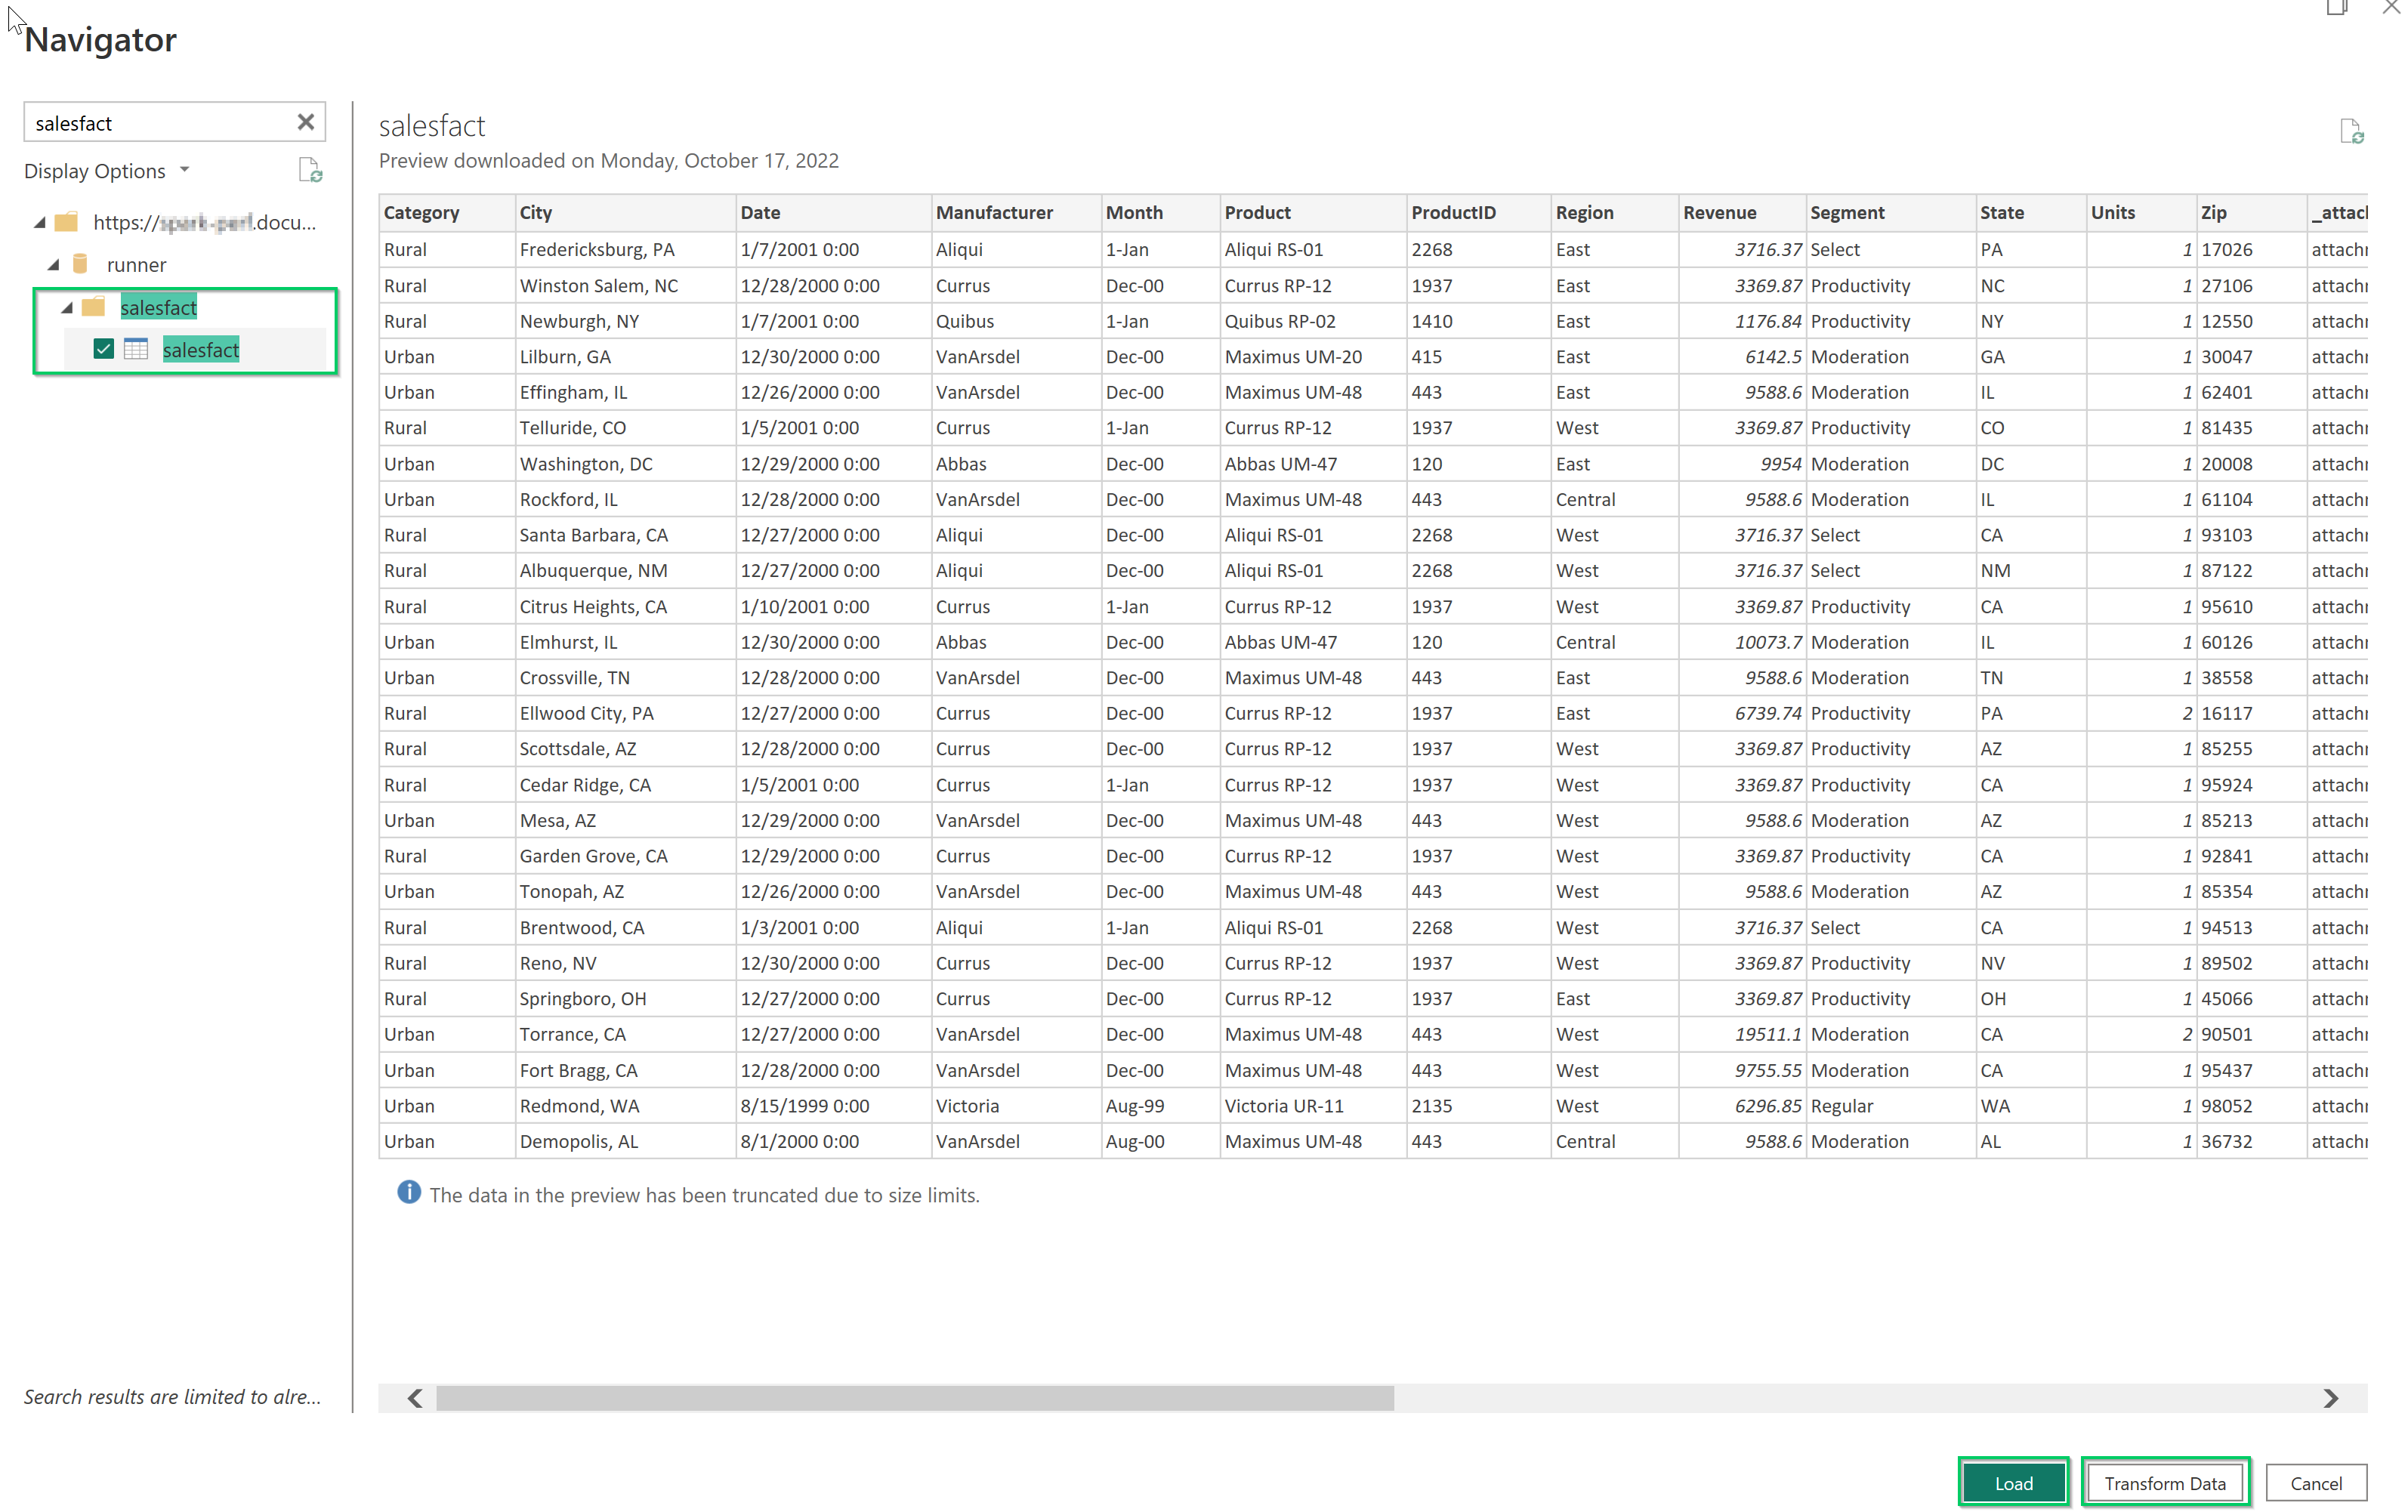 Navigator
salesfact
Display Options
https:// .docu...
runner
salesfact
salesfact
Search results are limited to alre...
salesfact
Preview downloaded on Monday, October 17, 2022
Category City Date Manufacturer Month Product ProductID Region Revenue Segment State Units Zip _attacl
Rural Fredericksburg, PA 1/7/2001 0:00 Aliqui 1-Jan Aliqui RS-01 2268 East 3716.37 Select PA 1 17026 attachr
Rural Winston Salem, NC 12/28/2000 0:00 Currus Dec-00 Currus RP-12 1937 East 3369.87 Productivity NC 1 27106 attachr
Rural Newburgh, NY 1/7/2001 0:00 Quibus 1-Jan Quibus RP-02 1410 East 1176.84 Productivity NY 1 12550 attachr
Urban Lilburn, GA 12/30/2000 0:00 VanArsdel Dec-00 Maximus UM-20 415 East 6142.5 Moderation GA 1 30047 attachr
Urban Effingham, IL 12/26/2000 0:00 VanArsdel Dec-00 Maximus UM-48 443 East 9588.6 Moderation IL 1 62401 attachr
Rural Telluride, CO 1/5/2001 0:00 Currus 1-Jan Currus RP-12 1937 West 3369.87 Productivity CO 1 81435 attachr
Urban Washington, DC 12/29/2000 0:00 Abbas Dec-00 Abbas UM-47 120 East 9954 Moderation DC 1 20008 attachr
Urban Rockford, IL 12/28/2000 0:00 VanArsdel Dec-00 Maximus UM-48 443 Central 9588.6 Moderation IL 1 61104 attachr
Rural Santa Barbara, CA 12/27/2000 0:00 Aliqui Dec-00 Aliqui RS-01 2268 West 3716.37 Select CA 1 93103 attachr
Rural Albuquerque, NM 12/27/2000 0:00 Aliqui Dec-00 Aliqui RS-01 2268 West 3716.37 Select NM 1 87122 attachr
Rural Citrus Heights, CA 1/10/2001 0:00 Currus 1-Jan Currus RP-12 1937 West 3369.87 Productivity CA 1 95610 attachr
Urban Elmhurst, IL 12/30/2000 0:00 Abbas Dec-00 Abbas UM-47 120 Central 10073.7 Moderation IL 1 60126 attachr
Urban Crossville, TN 12/28/2000 0:00 VanArsdel Dec-00 Maximus UM-48 443 East 9588.6 Moderation TN 1 38558 attachr
Rural Ellwood City, PA 12/27/2000 0:00 Currus Dec-00 Currus RP-12 1937 East 6739.74 Productivity PA 2 16117 attachr
Rural Scottsdale, AZ 12/28/2000 0:00 Currus Dec-00 Currus RP-12 1937 West 3369.87 Productivity AZ 1 85255 attachr
Rural Cedar Ridge, CA 1/5/2001 0:00 Currus 1-Jan Currus RP-12 1937 West 3369.87 Productivity CA 1 95924 attachr
Urban Mesa, AZ 12/29/2000 0:00 VanArsdel Dec-00 Maximus UM-48 443 West 9588.6 Moderation AZ 1 85213 attachr
Rural Garden Grove, CA 12/29/2000 0:00 Currus Dec-00 Currus RP-12 1937 West 3369.87 Productivity CA 1 92841 attachr
Urban Tonopah, AZ 12/26/2000 0:00 VanArsdel Dec-00 Maximus UM-48 443 West 9588.6 Moderation AZ 1 85354 attachr
Rural Brentwood, CA 1/3/2001 0:00 Aliqui 1-Jan Aliqui RS-01 2268 West 3716.37 Select CA 1 94513 attachr
Rural Reno, NV 12/30/2000 0:00 Currus Dec-00 Currus RP-12 1937 West 3369.87 Productivity NV 1 89502 attachr
Rural Springboro, OH 12/27/2000 0:00 Currus Dec-00 Currus RP-12 1937 East 3369.87 Productivity OH 1 45066 attachr
Urban Torrance, CA 12/27/2000 0:00 VanArsdel Dec-00 Maximus UM-48 443 West 19511.1 Moderation CA 2 90501 attachr
Urban Fort Bragg, CA 12/28/2000 0:00 VanArsdel Dec-00 Maximus UM-48 443 West 9755.55 Moderation CA 1 95437 attachr
Urban Redmond, WA 8/15/1999 0:00 Victoria Aug-99 Victoria UR-11 2135 West 6296.85 Regular WA 1 98052 attachr
Urban Demopolis, AL 8/1/2000 0:00 VanArsdel Aug-00 Maximus UM-48 443 Central 9588.6 Moderation AL 1 36732 attachr
The data in the preview has been truncated due to size limits.
Load Transform Data Cancel